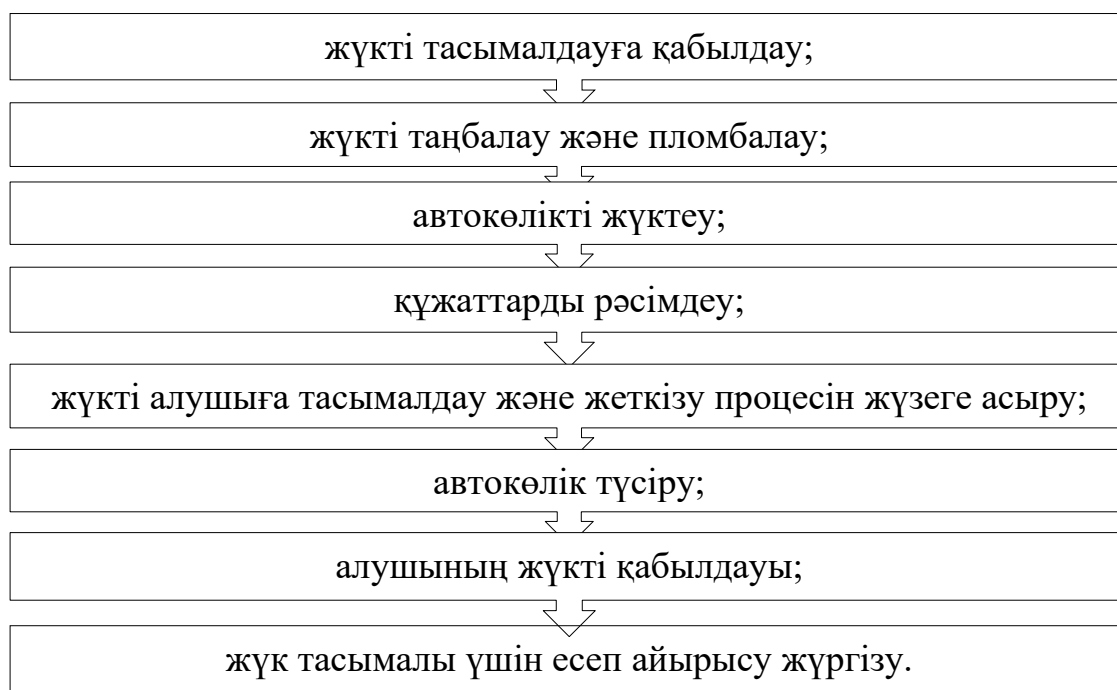 жүкті тасымалдауға қабылдау;
жүкті таңбалау және пломбалау;
автокөлікті жүктеу;
құжаттарды рәсімдеу;
жүкті алушыға тасымалдау және жеткізу процесін жүзеге асыру;
автокөлік түсіру;
алушының жүкті қабылдауы;
жүк тасымалы үшін есеп айырысу жүргізу.